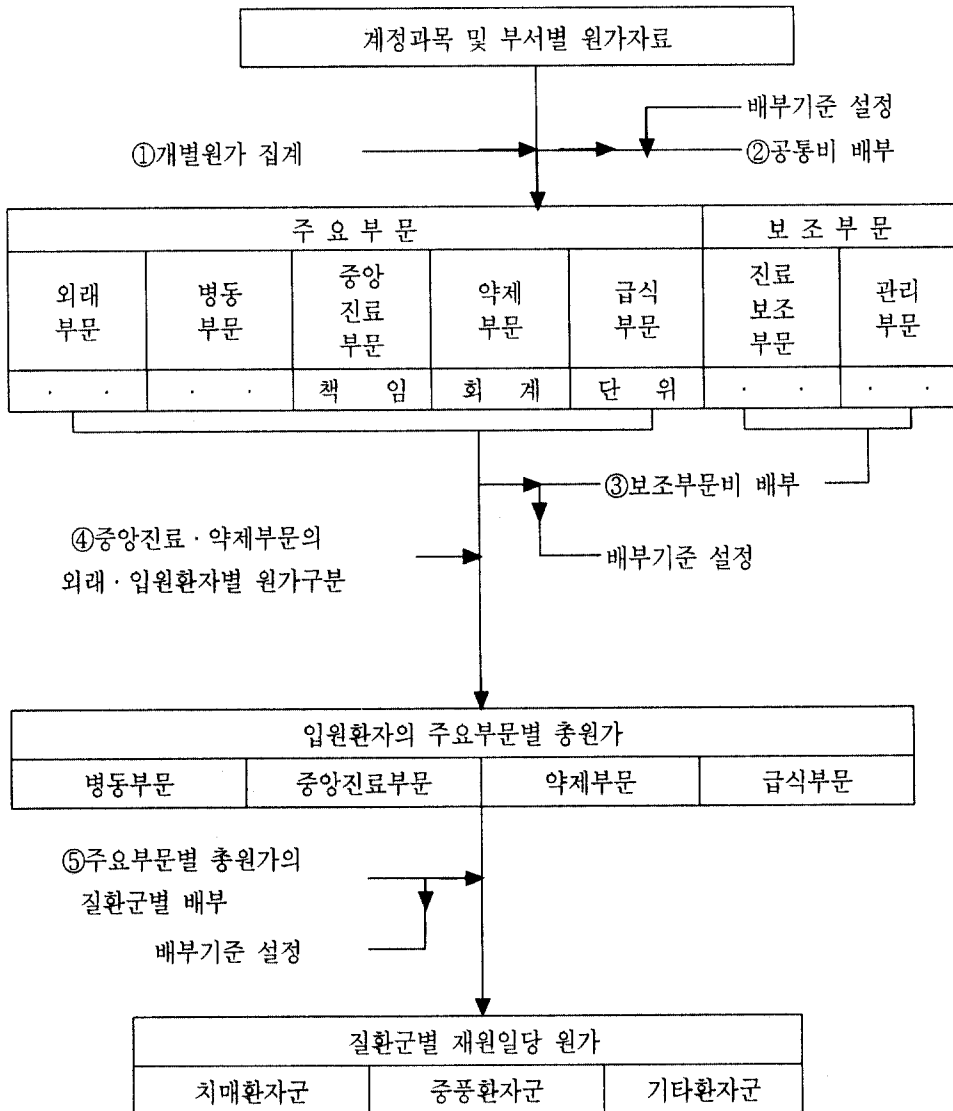 계정과목 및 부서별 원가자료
배부기준 설정
①개별원가 집계
②공통비 배부
주 요 부 문
보 조 부 문
외래
부문
병동
부문
중앙
진료
부문
약제
부문
급식
부문
진료
보조
부문
관리
부문
· · · · 책 임 회 계 단 위 · · · ·
③보조부문비 배부
배부기준 설정
④중앙진료 · 약제부문의
외래 · 입원환자별 원가구분
입원환자의 주요부문별 총원가
병동부문 중앙진료부문 약제부문 급식부문
⑤주요부문별 총원가의
질환군별 배부
배부기준 설정
질환군별 재원일당 원가
치매환자군 중풍환자군 기타환자군